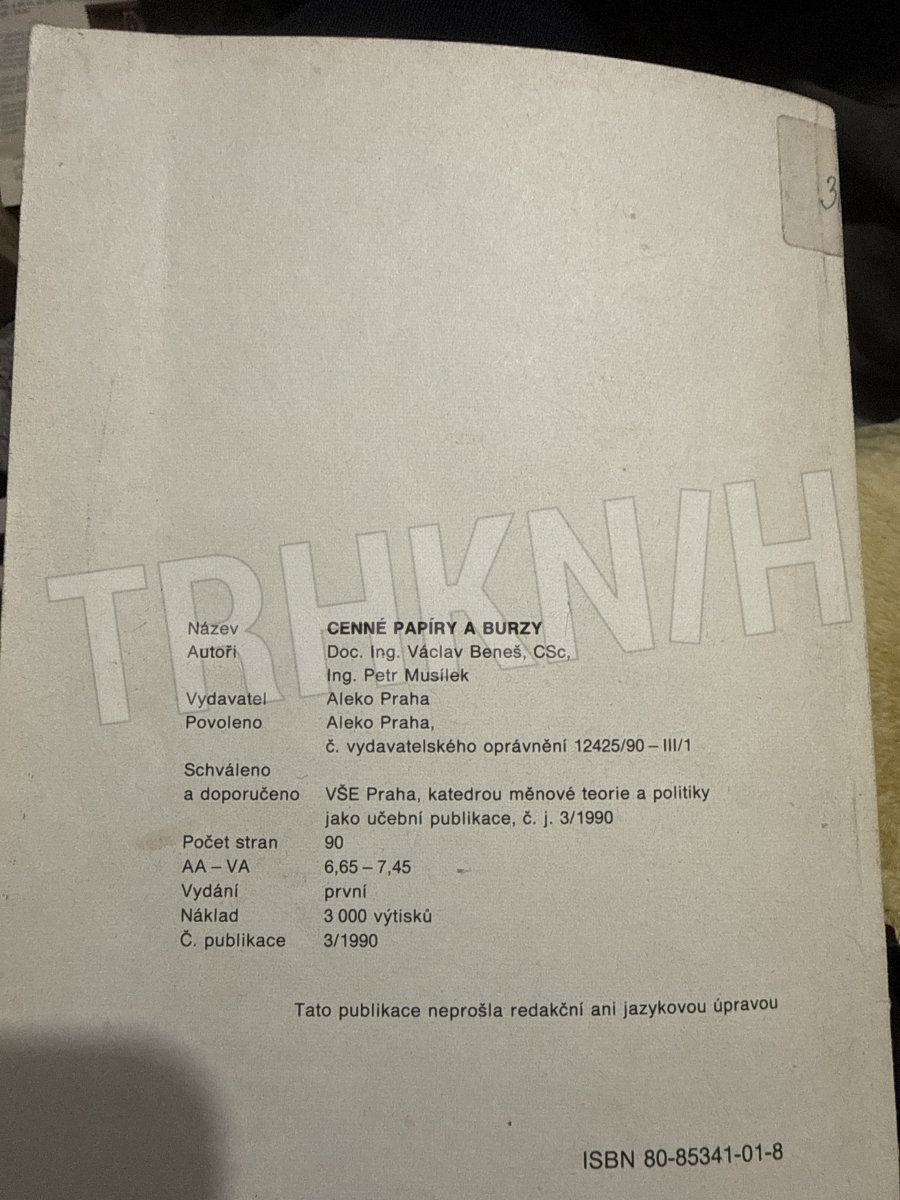 3
TRHKNIH
Název CENNÉ PAPÍRY A BURZY
Autoři Doc. Ing. Václav Beneš, CSc,
Ing. Petr Musílek
Vydavatel Aleko Praha
Povoleno Aleko Praha,
č. vydavatelského oprávnění 12425/90 – III/1
Schváleno
a doporučeno VŠE Praha, katedrou měnové teorie a politiky
jako učební publikace, č. j. 3/1990
Počet stran 90
AA – VA 6,65 – 7,45
Vydání první
Náklad 3 000 výtisků
Č. publikace 3/1990
Tato publikace neprošla redakční ani jazykovou úpravou
ISBN 80-85341-01-8